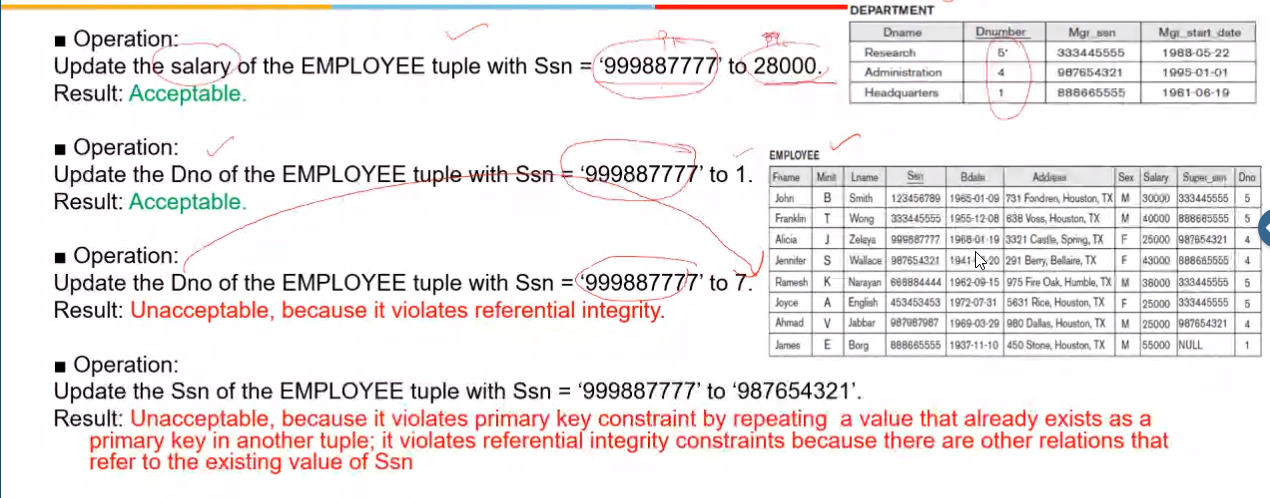 ■ Operation:
Update the salary of the EMPLOYEE tuple with Ssn = ‘999887777’ to 28000.
Result: Acceptable.
■ Operation:
Update the Dno of the EMPLOYEE tuple with Ssn = ‘999887777’ to 1.
Result: Acceptable.
■ Operation:
Update the Dno of the EMPLOYEE tuple with Ssn = ‘999887777’ to 7.
Result: Unacceptable, because it violates referential integrity.
■ Operation:
Update the Ssn of the EMPLOYEE tuple with Ssn = ‘999887777’ to ‘987654321’.
Result: Unacceptable, because it violates primary key constraint by repeating a value that already exists as a
primary key in another tuple; it violates referential integrity constraints because there are other relations that
refer to the existing value of Ssn
DEPARTMENT
Dname Dnumber Mgr_ssn Mgr_start_date
Research 5 333445555 1988-05-22
Administration 4 987654321 1995-01-01
Headquarters 1 888665555 1981-06-19
EMPLOYEE
Fname Minit Lname Ssn Bdate Address Sex Salary Super_ssn Dno
John B Smith 123456789 1965-01-09 731 Fondren, Houston, TX M 30000 333445555 5
Franklin T Wong 333445555 1955-12-08 638 Voss, Houston, TX M 40000 888665555 5
Alicia J Zelaya 999887777 1968-01-19 3321 Castle, Spring, TX F 25000 987654321 4
Jennifer S Wallace 987654321 291 Berry, Bellaire, TX F 43000 888665555 4
Ramesh K Narayan 666884444 1962-09-15 975 Fire Oak, Humble, TX M 38000 333445555 5
Joyce A English 453453453 1972-07-31 5631 Rice, Houston, TX F 25000 333445555 5
Ahmad V Jabbar 987987987 1969-03-29 980 Dallas, Houston, TX M 25000 987654321 4
James E Borg 888665555 1937-11-10 450 Stone, Houston, TX M 55000 NULL 1